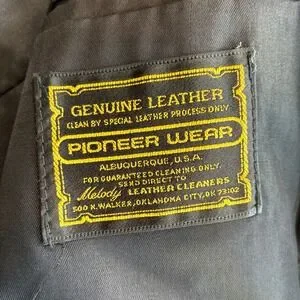 GENUINE LEATHER
CLEAN BY SPECIAL LEATHER PROCESS ONLY
PIONEER WEAR
ALBUQUERQUE, U.S.A.
FOR GUARANTEED CLEANING ONLY,
SEND DIRECT TO
Melody LEATHER CLEANERS
500 N. WALKER, OKLAHOMA CITY, OK 73102